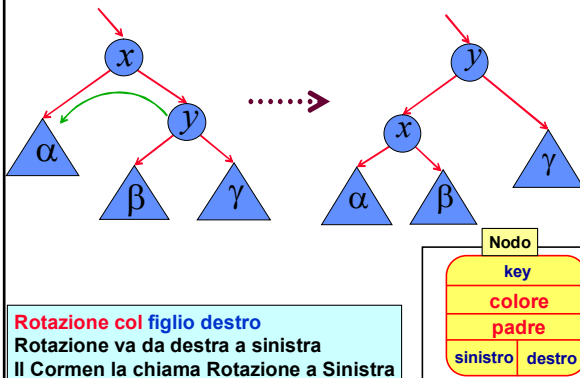 x
y
α
β
γ
y
x
α
β
γ
Rotazione col figlio destro
Rotazione va da destra a sinistra
Il Cormen la chiama Rotazione a Sinistra
Nodo
key
colore
padre
sinistro destro